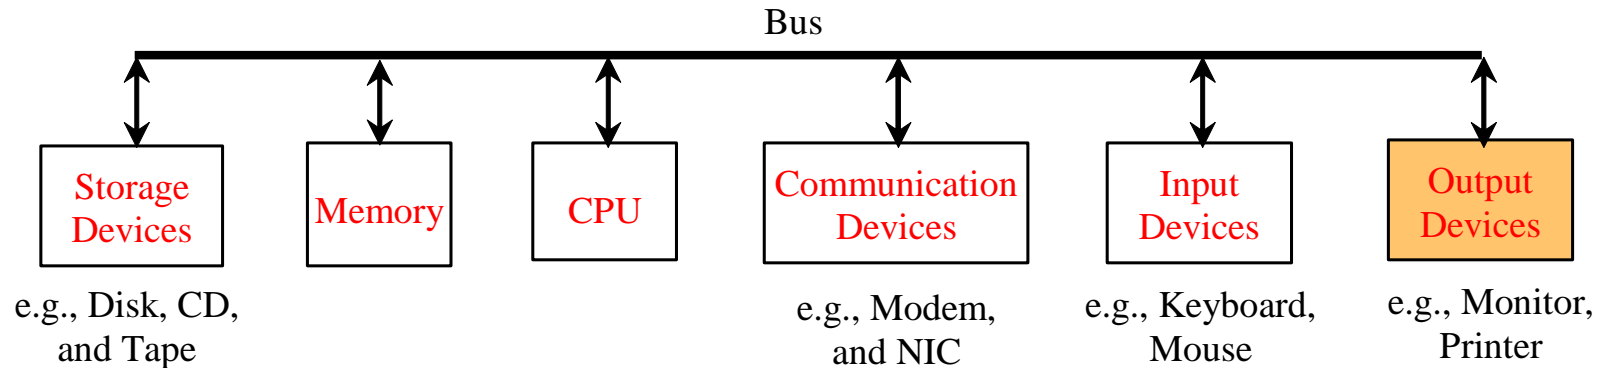 Bus
Storage
Devices
Memory
CPU
Communication
Devices
Input
Devices
Output
Devices
e.g., Disk, CD,
and Tape
e.g., Modem,
and NIC
e.g., Keyboard,
Mouse
e.g., Monitor,
Printer